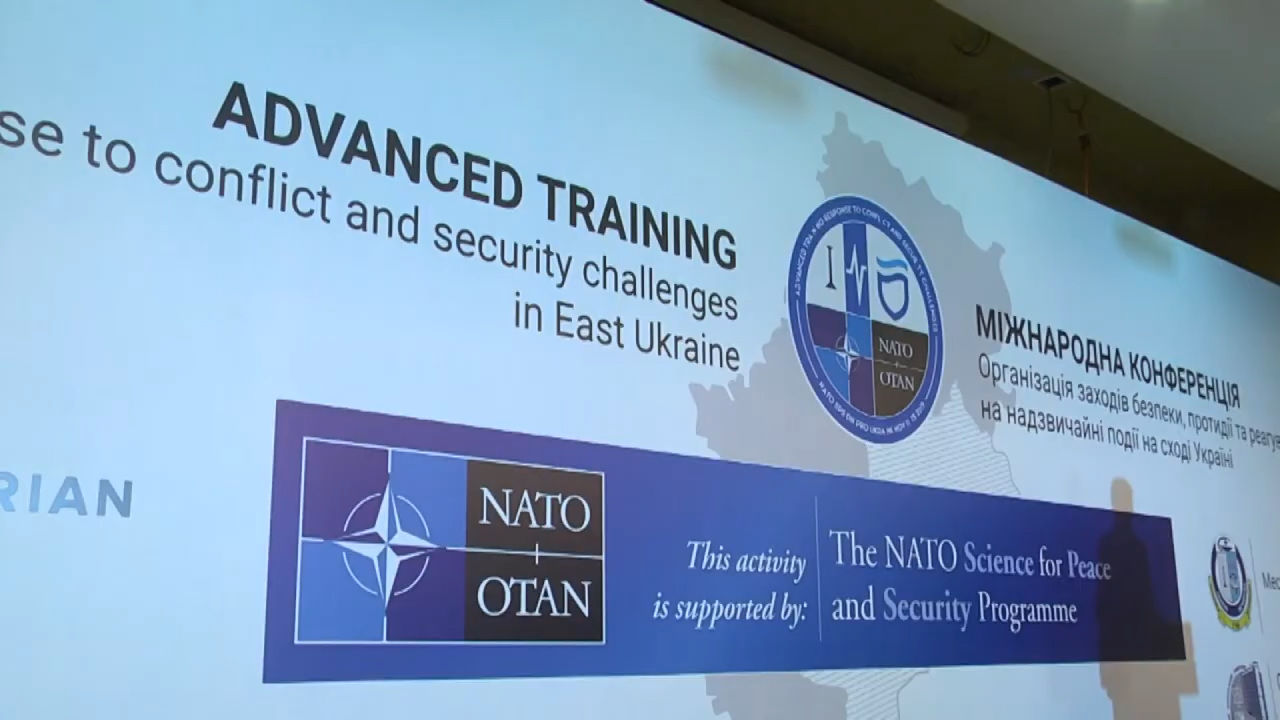 ADVANCED TRAINING
se to conflict and security challenges
in East Ukraine
NATO
OTAN
МІЖНАРОДНА КОНФЕРЕНЦІЯ
Організація заходів безпеки, протидії та реагу
на надзвичайні події на сході Україні
RIAN
NATO
OTAN
This activity
is supported by:
The NATO Science for Peace
and Security Programme